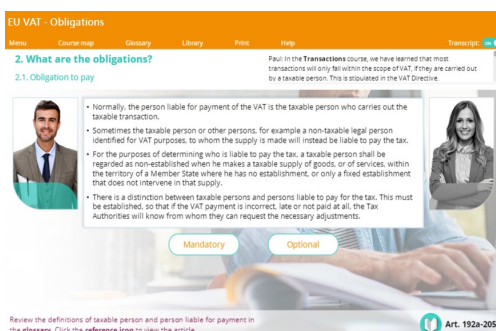 EU VAT - Obligations
Menu Course map Glossary Library Print Help Transcript: ON
2. What are the obligations?
2.1. Obligation to pay
Paul: In the Transactions course, we have learned that most
transactions will only fall within the scope of VAT, if they are carried out
by a taxable person. This is stipulated in the VAT Directive.
• Normally, the person liable for payment of the VAT is the taxable person who carries out the
taxable transaction.
• Sometimes the taxable person or other persons, for example a non-taxable legal person
identified for VAT purposes, to whom the supply is made will instead be liable to pay the tax.
• For the purposes of determining who is liable to pay the tax, a taxable person shall be
regarded as non-established when he makes a taxable supply of goods, or of services, within
the territory of a Member State where he has no establishment, or only a fixed establishment
that does not intervene in that supply.
• There is a distinction between taxable persons and persons liable to pay for the tax. This must
be established, so that if the VAT payment is incorrect, late or not paid at all, the Tax
Authorities will know from whom they can request the necessary adjustments.
Mandatory Optional
Review the definitions of taxable person and person liable for payment in
the glossary. Click the reference icon to view the article.
Art. 192a-205